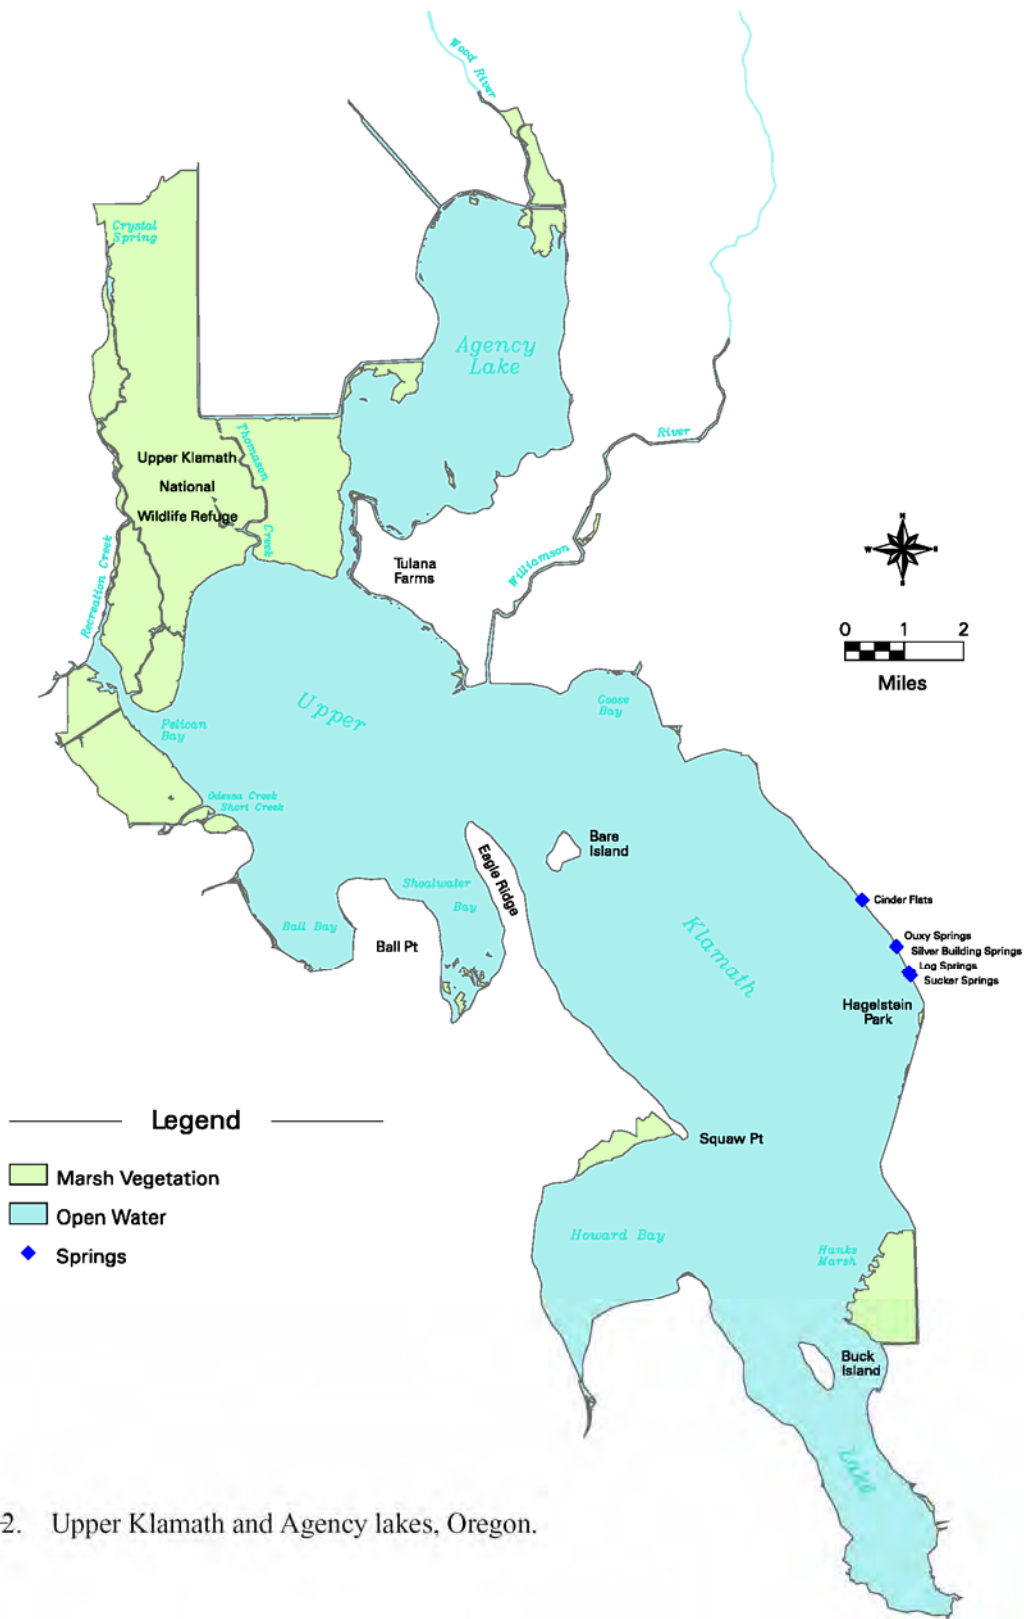 Wood River
Crystal
Spring
Agency
Lake
River
Thomason
Creek
Upper Klamath
National
Wildlife Refuge
N
W
E
S
Recreation Creek
Williamson
Tulana
Farms
0 1 2
Miles
Upper
Goose
Bay
Pelican
Bay
Odessa Creek
Short Creek
Bare
Island
Eagle Ridge
Shoalwater
Bay
Cinder Flats
Klamath
Ball Bay
Ball Pt
Ouxy Springs
Silver Building Springs
Log Springs
Sucker Springs
Hagelstein
Park
Legend
Squaw Pt
Marsh Vegetation
Open Water
Springs
Howard Bay
Hanks
Marsh
Buck
Island
Lake
2. Upper Klamath and Agency lakes, Oregon.